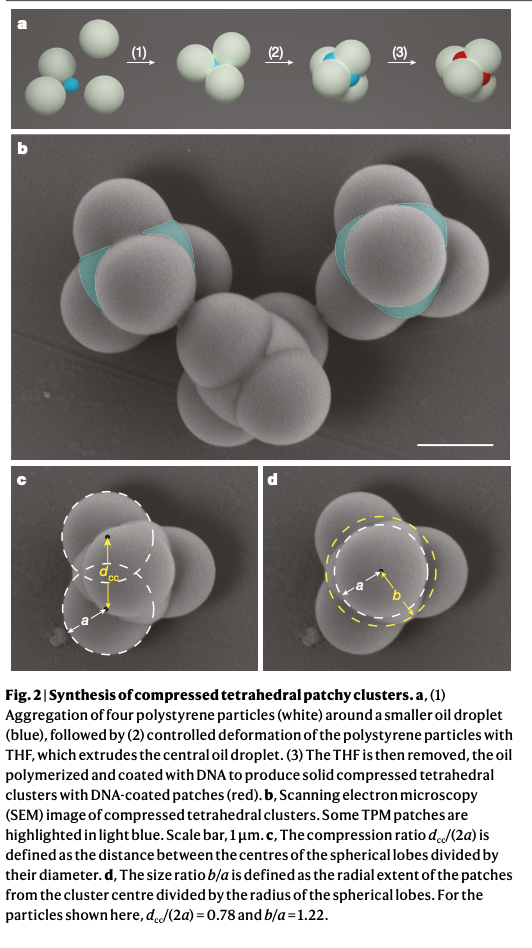 a
(1)
(2)
(3)
b
c
d_cc
a
d
a
b
Fig. 2 | Synthesis of compressed tetrahedral patchy clusters. a, (1)
Aggregation of four polystyrene particles (white) around a smaller oil droplet
(blue), followed by (2) controlled deformation of the polystyrene particles with
THF, which extrudes the central oil droplet. (3) The THF is then removed, the oil
polymerized and coated with DNA to produce solid compressed tetrahedral
clusters with DNA-coated patches (red). b, Scanning electron microscopy
(SEM) image of compressed tetrahedral clusters. Some TPM patches are
highlighted in light blue. Scale bar, 1 μm. c, The compression ratio d_cc/(2a) is
defined as the distance between the centres of the spherical lobes divided by
their diameter. d, The size ratio b/a is defined as the radial extent of the patches
from the cluster centre divided by the radius of the spherical lobes. For the
particles shown here, d_cc/(2a) = 0.78 and b/a = 1.22.